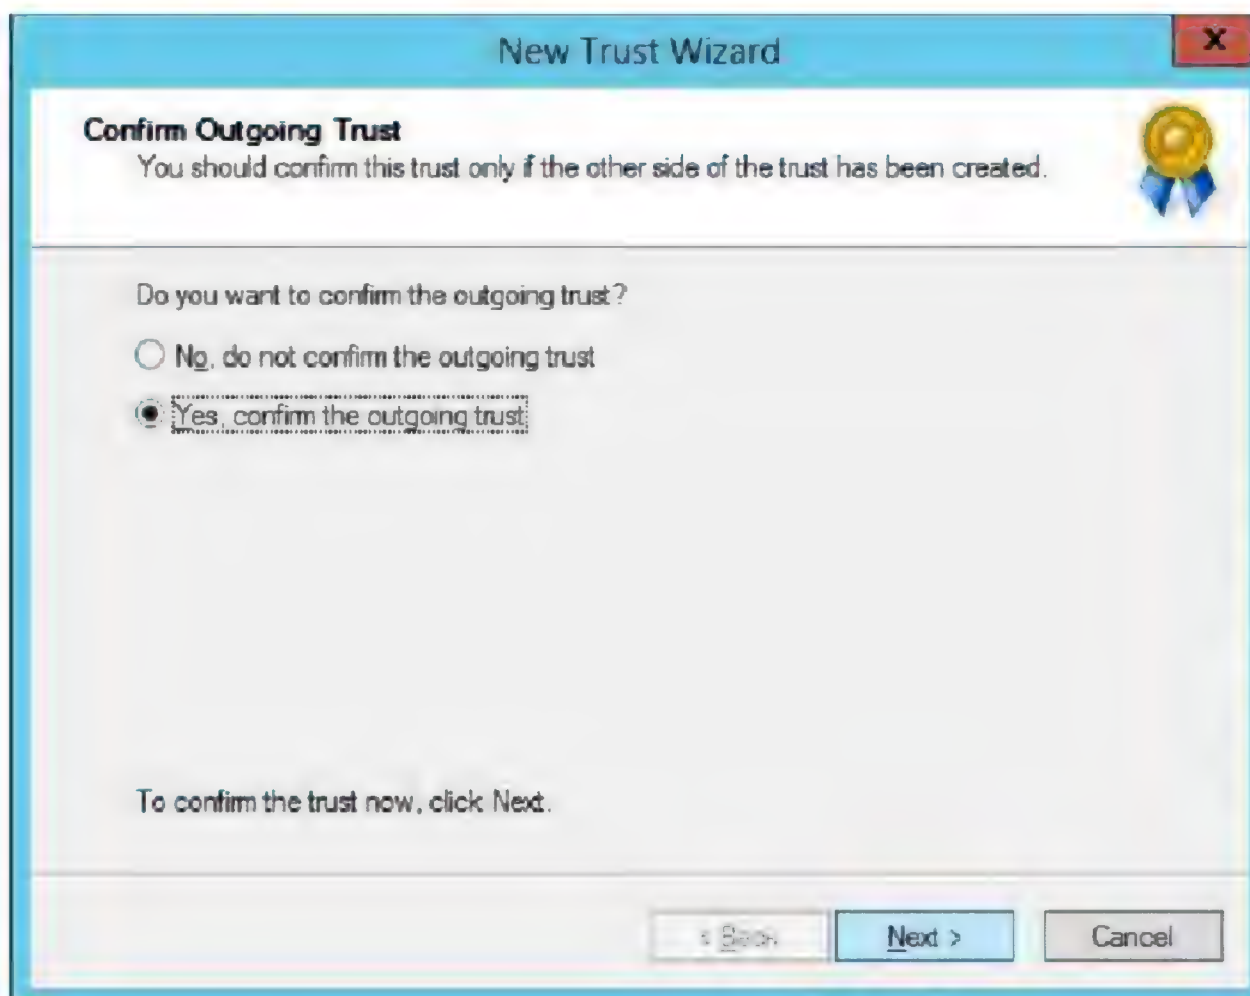 New Trust Wizard
X
Confirm Outgoing Trust
You should confirm this trust only if the other side of the trust has been created.
Do you want to confirm the outgoing trust?
No, do not confirm the outgoing trust
Yes, confirm the outgoing trust
To confirm the trust now, click Next.
< Back
Next >
Cancel